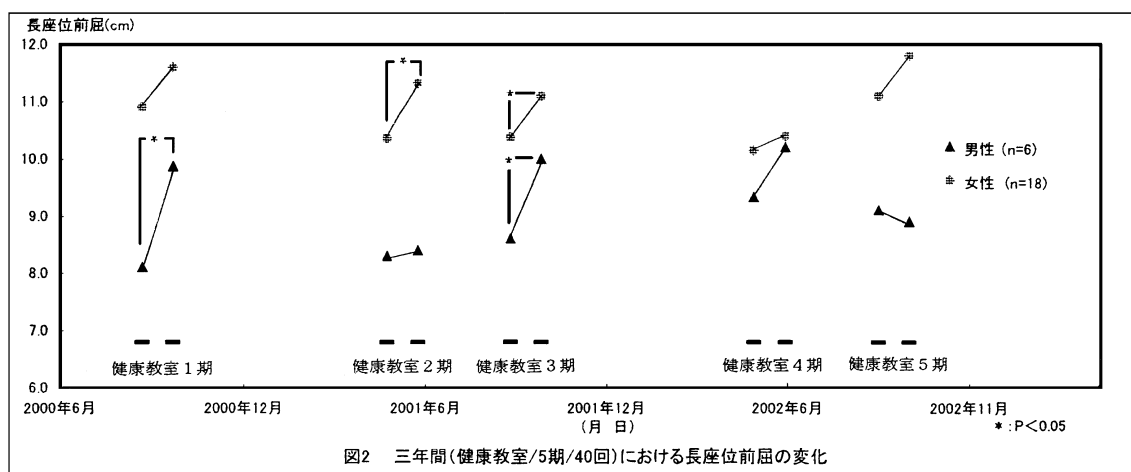 長座位前屈(cm)
12.0
11.0
10.0
9.0
8.0
7.0
6.0
*
*
*
*
▲ 男性 (n=6)
女性 (n=18)
健康教室1期
健康教室2期
健康教室3期
健康教室4期
健康教室5期
2000年6月
2000年12月
2001年6月
2001年12月
2002年6月
2002年11月
(月 日)
* :P<0.05
図2 三年間(健康教室/5期/40回)における長座位前屈の変化